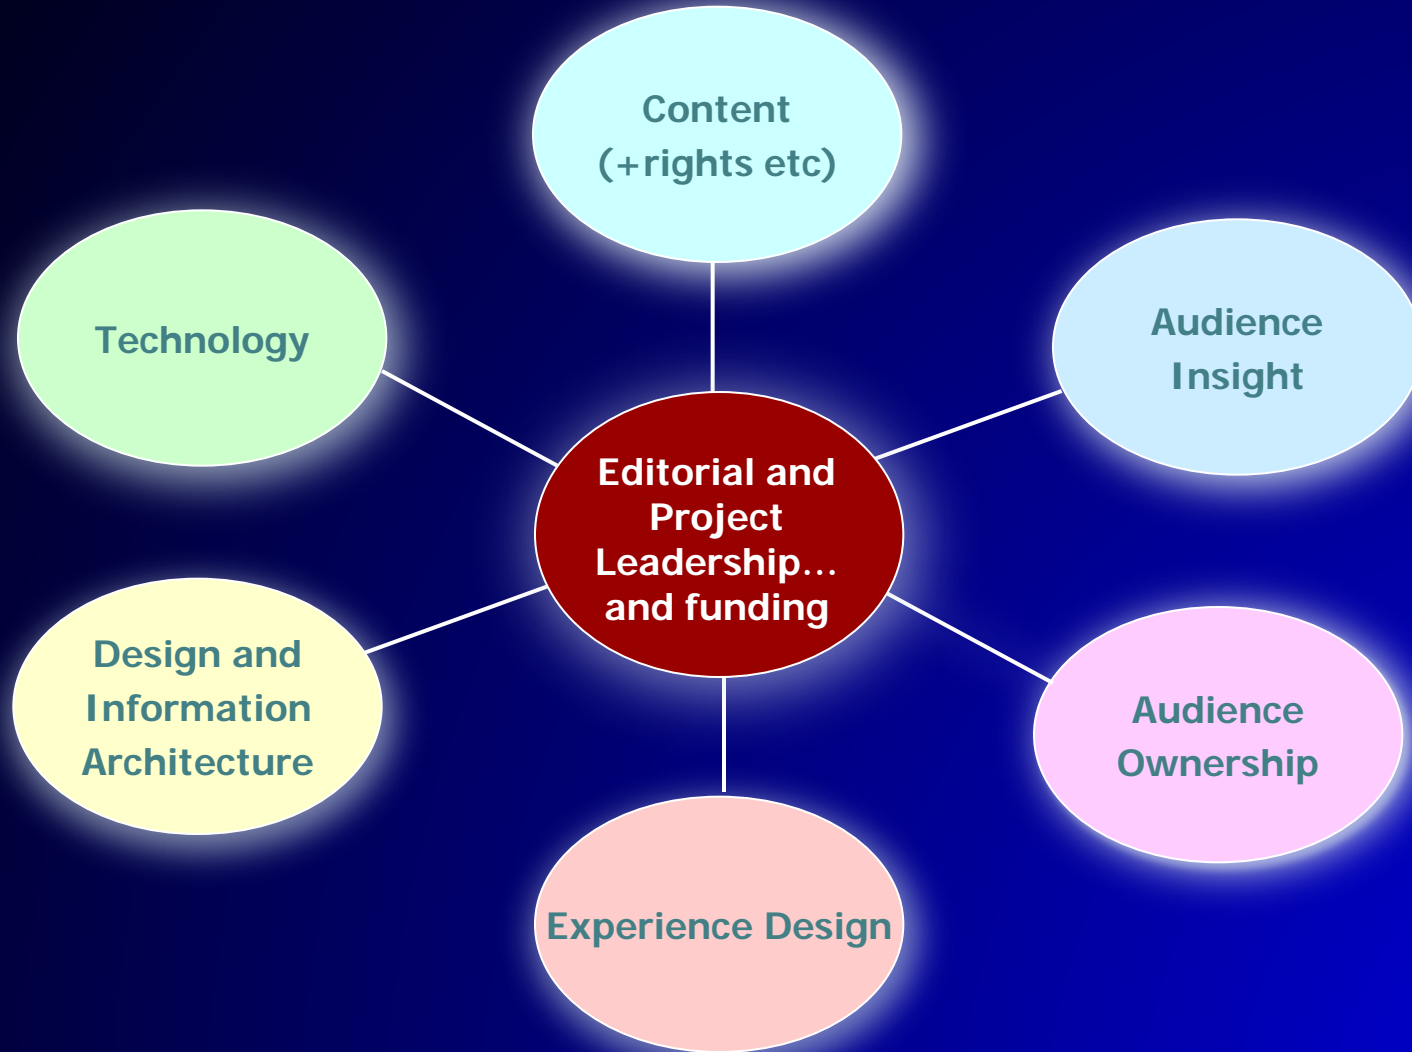 Content
(+rights etc)
Technology
Audience
Insight
Editorial and
Project
Leadership...
and funding
Design and
Information
Architecture
Audience
Ownership
Experience Design